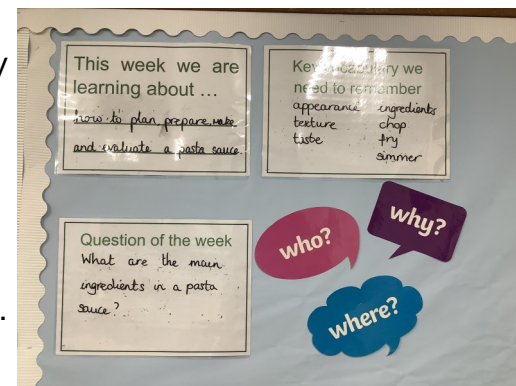 This week we are
learning about ...
how to plan, prepare, make
and evaluate a pasta sauce.
Key vocabulary we
need to remember
appearance ingredients
texture chop
taste fry
simmer
Question of the week
What are the main
ingredients in a pasta
sauce?
who?
why?
where?
y
.